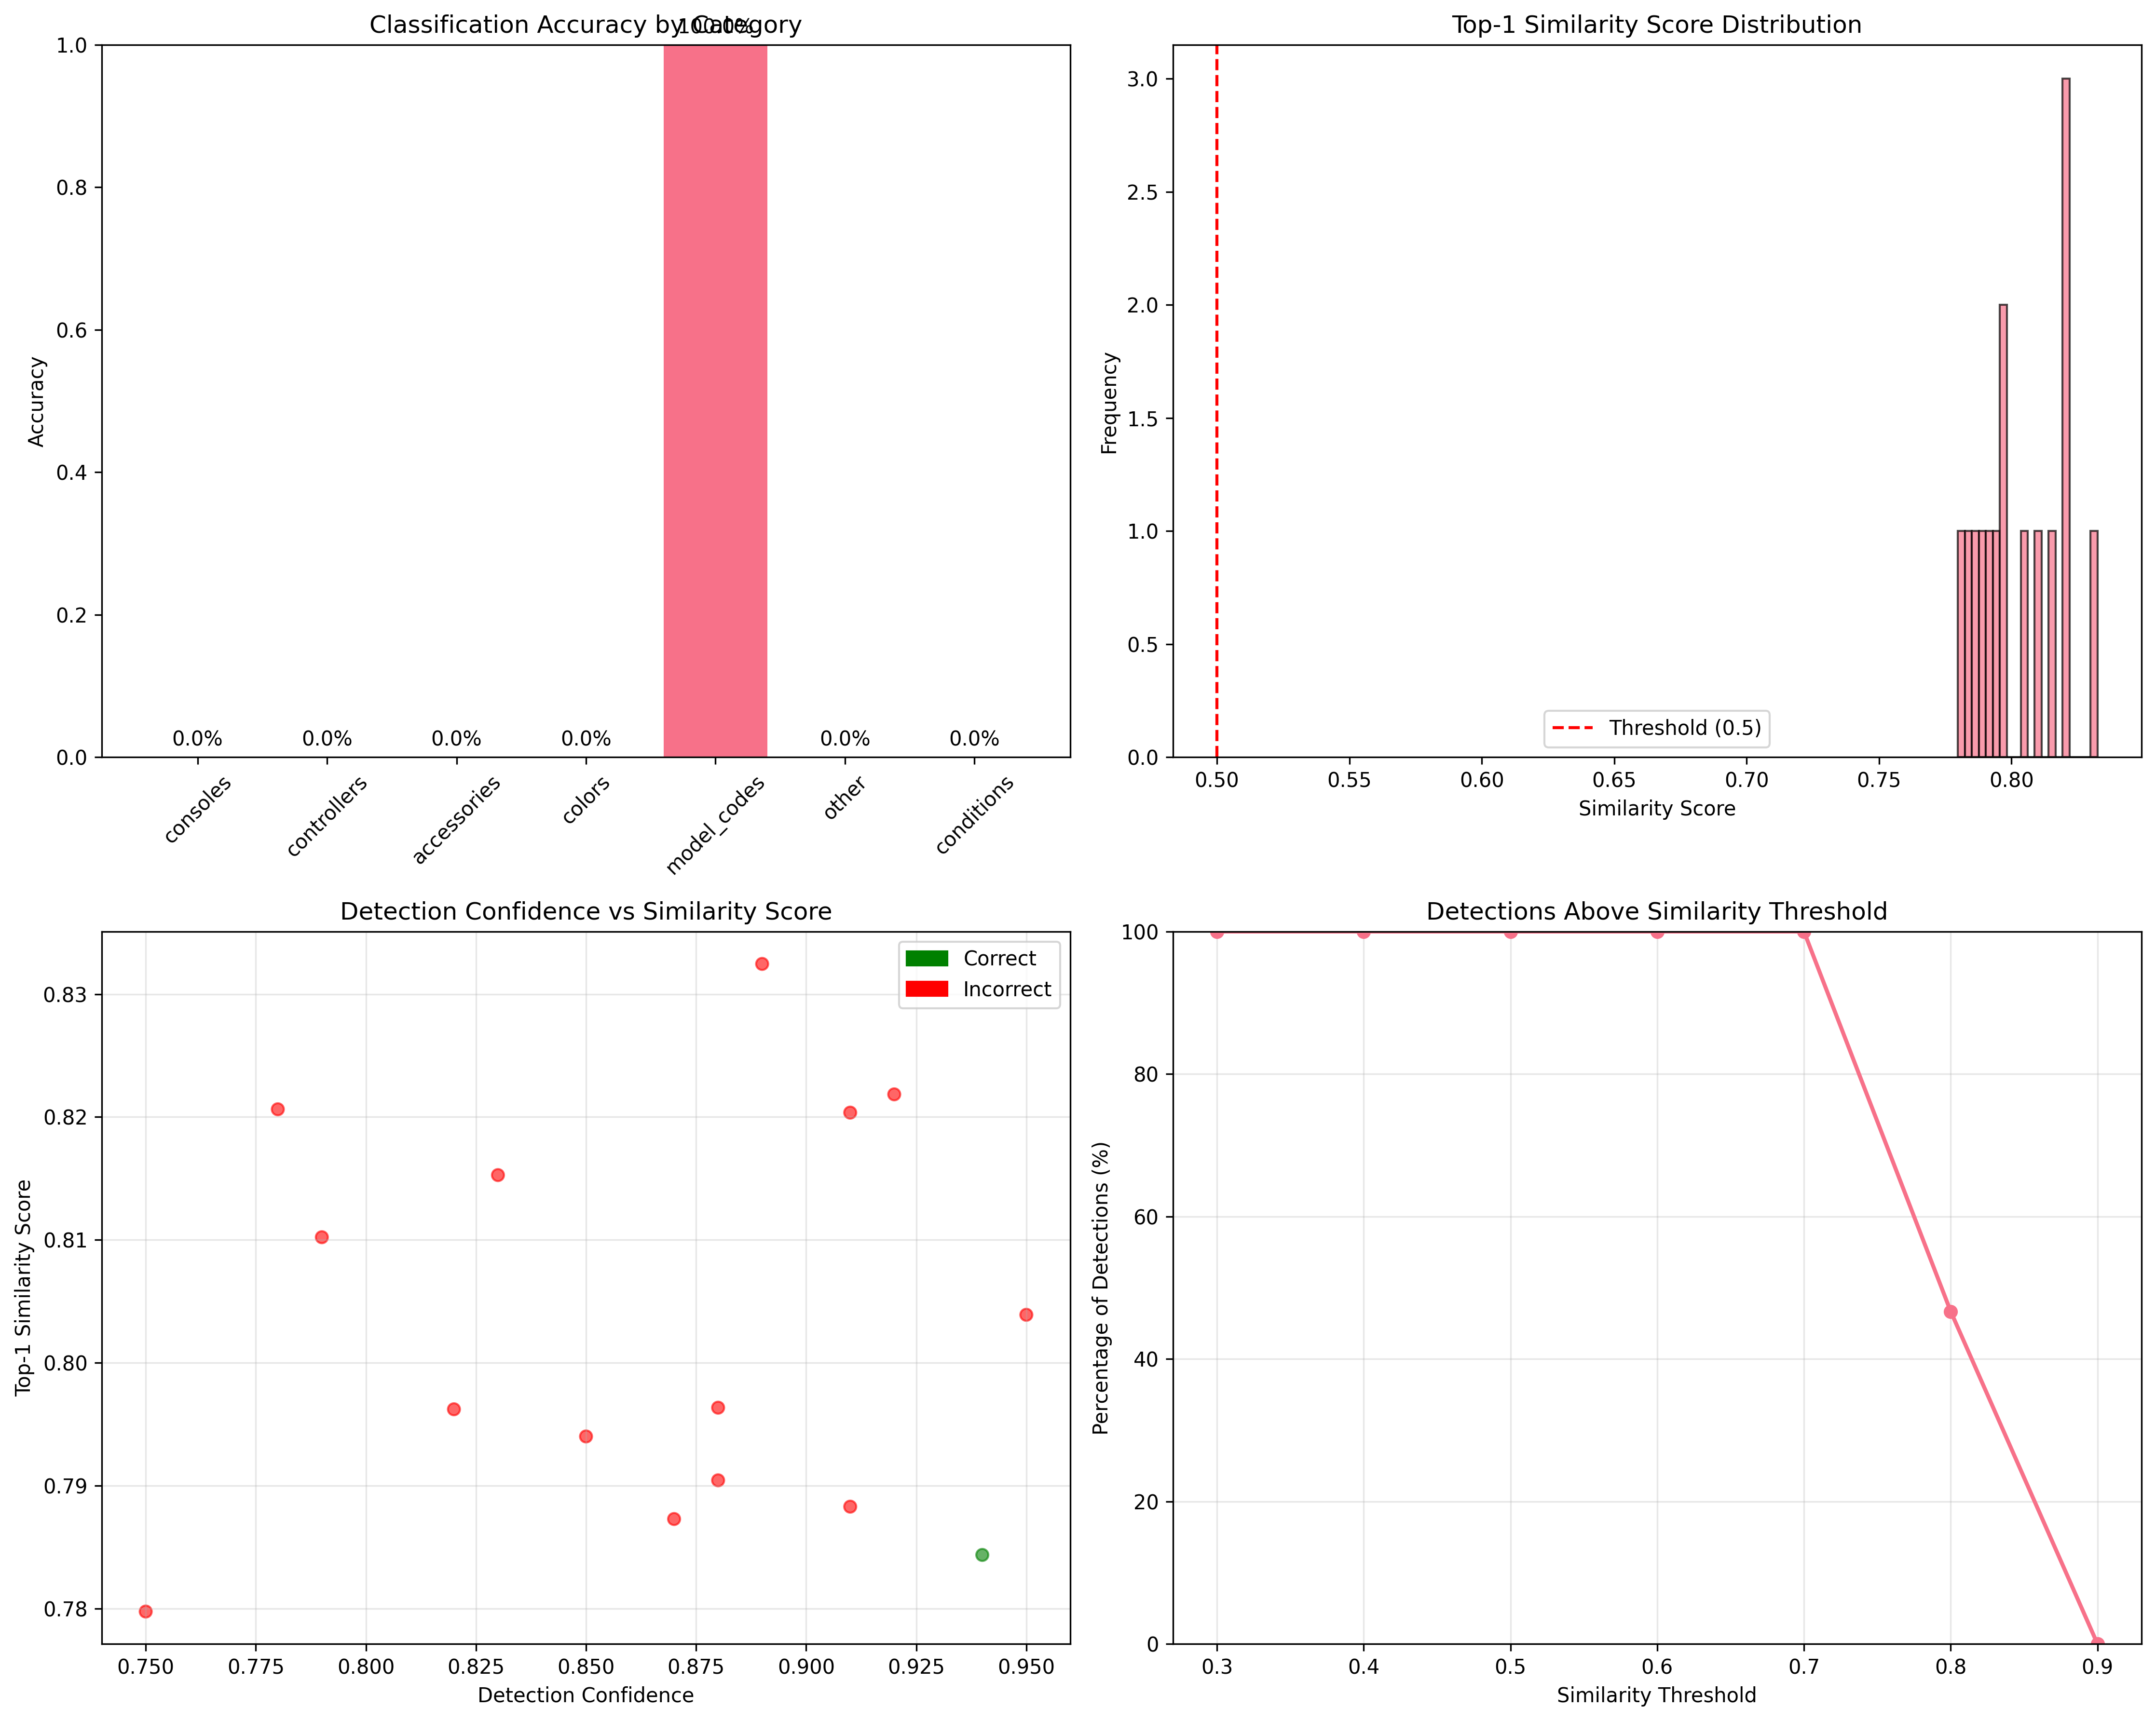 Classification Accuracy by Category
100.0%
Accuracy
1.0
0.8
0.6
0.4
0.2
0.0
0.0%
0.0%
0.0%
0.0%
0.0%
0.0%
consoles
controllers
accessories
colors
model_codes
other
conditions
Top-1 Similarity Score Distribution
Frequency
3.0
2.5
2.0
1.5
1.0
0.5
0.0
Threshold (0.5)
0.50 0.55 0.60 0.65 0.70 0.75 0.80
Similarity Score
Detection Confidence vs Similarity Score
Correct
Incorrect
Top-1 Similarity Score
0.83
0.82
0.81
0.80
0.79
0.78
0.750 0.775 0.800 0.825 0.850 0.875 0.900 0.925 0.950
Detection Confidence
Detections Above Similarity Threshold
Percentage of Detections (%)
100
80
60
40
20
0
0.3 0.4 0.5 0.6 0.7 0.8 0.9
Similarity Threshold